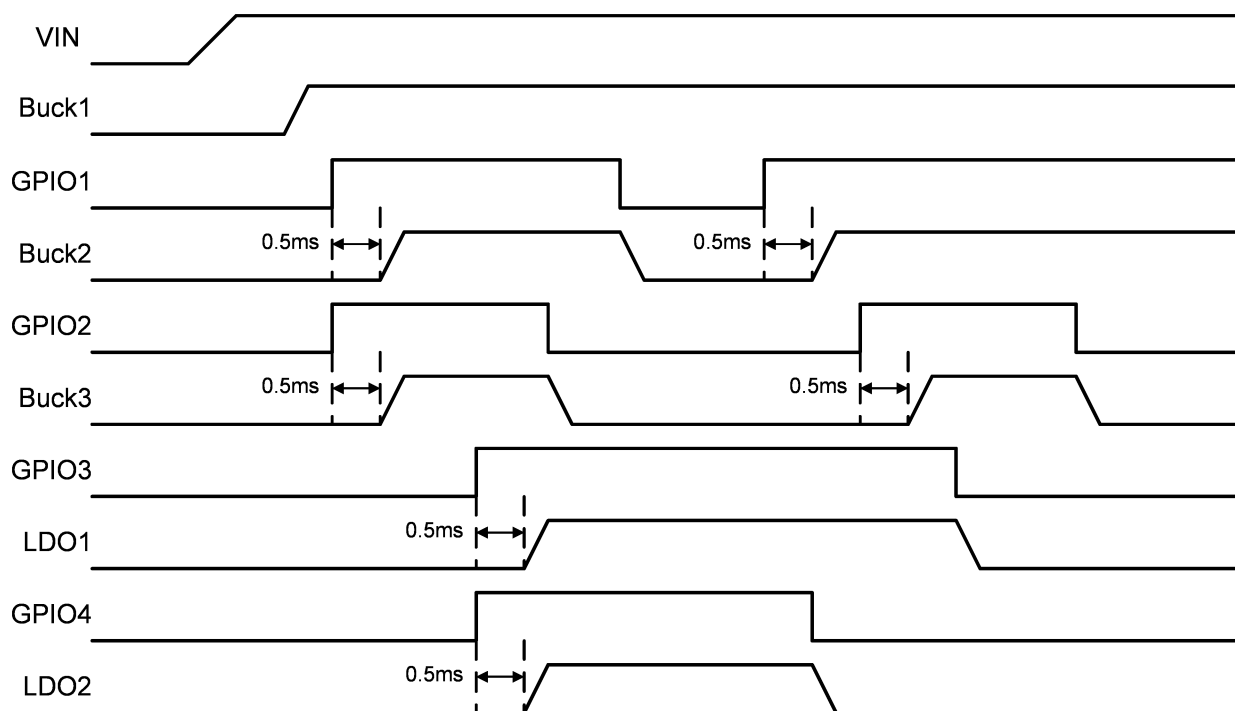 VIN
Buck1
GPIO1
0.5ms
0.5ms
Buck2
GPIO2
0.5ms
0.5ms
Buck3
GPIO3
0.5ms
LDO1
GPIO4
0.5ms
LDO2